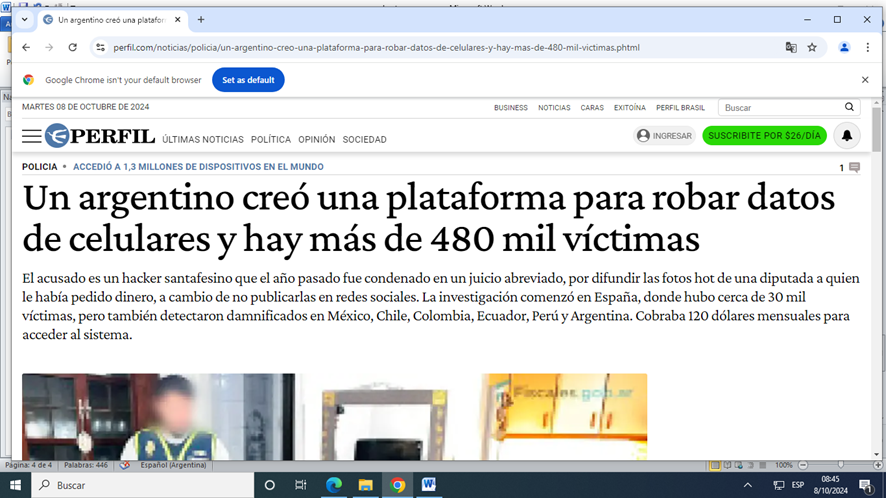 Un argentino creó una platafor
perfil.com/noticias/policia/un-argentino-creo-una-plataforma-para-robar-datos-de-celulares-y-hay-mas-de-480-mil-victimas.phtml
Google Chrome isn't your default browser
Set as default
MARTES 08 DE OCTUBRE DE 2024
BUSINESS NOTICIAS CARAS EXITOÍNA PERFIL BRASIL
Buscar
PERFIL
ÚLTIMAS NOTICIAS POLÍTICA OPINIÓN SOCIEDAD
INGRESAR
SUSCRIBITE POR $26/DÍA
POLICIA • ACCEDIÓ A 1,3 MILLONES DE DISPOSITIVOS EN EL MUNDO
1
Un argentino creó una plataforma para robar datos
de celulares y hay más de 480 mil víctimas
El acusado es un hacker santafesino que el año pasado fue condenado en un juicio abreviado, por difundir las fotos hot de una diputada a quien
le había pedido dinero, a cambio de no publicarlas en redes sociales. La investigación comenzó en España, donde hubo cerca de 30 mil
víctimas, pero también detectaron damnificados en México, Chile, Colombia, Ecuador, Perú y Argentina. Cobraba 120 dólares mensuales para
acceder al sistema.
Fiscales.gob.ar
Página: 4 de 4 Palabras: 446 Español (Argentina)
100%
Buscar
ESP
08:45
8/10/2024
1